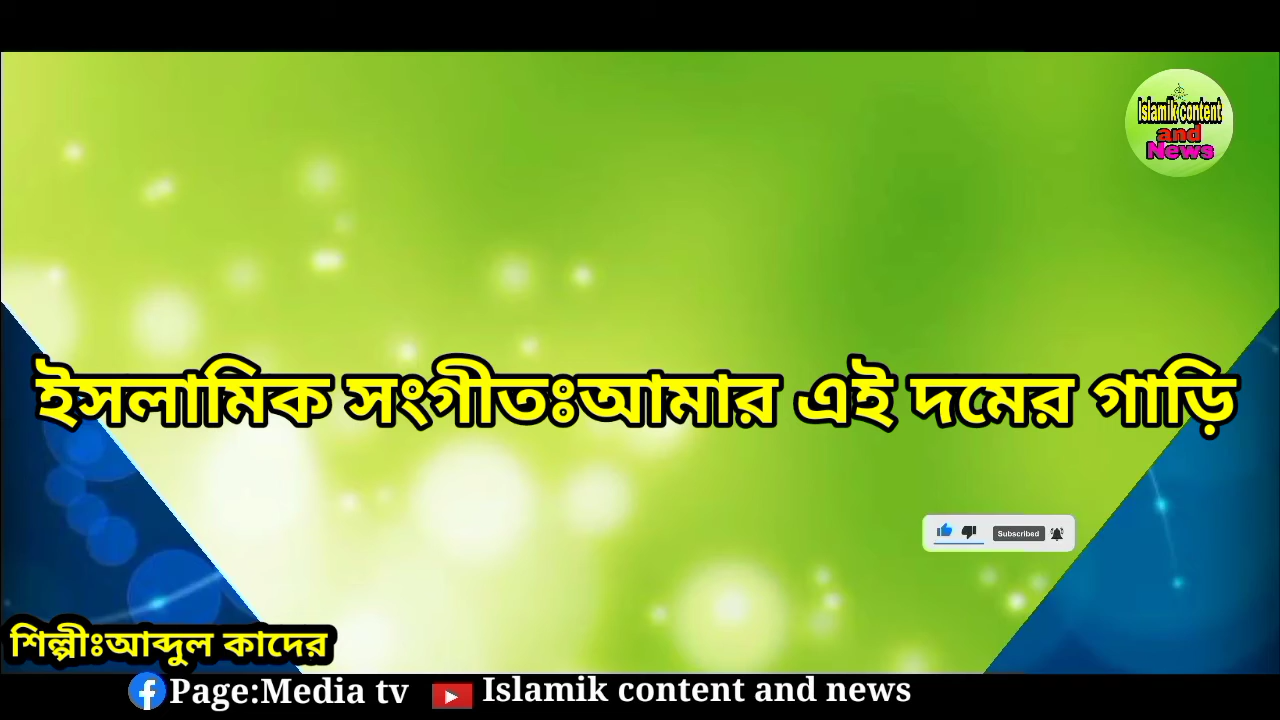 Islamik content
and
News
ইসলামিক সংগীতঃআমার এই দমের গাড়ি
Subscribed
শিল্পীঃআব্দুল কাদের
Page:Media tv
Islamik content and news